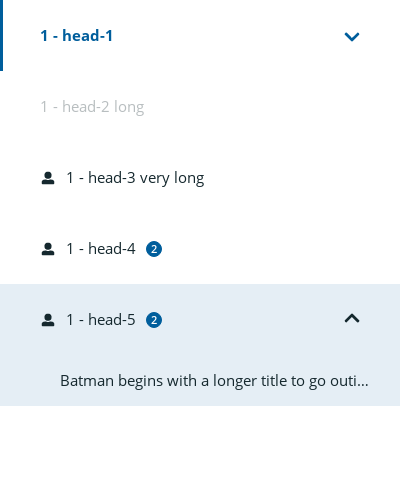 1 - head-1
1 - head-2 long
1 - head-3 very long
1 - head-4 2
1 - head-5 2
Batman begins with a longer title to go outi...